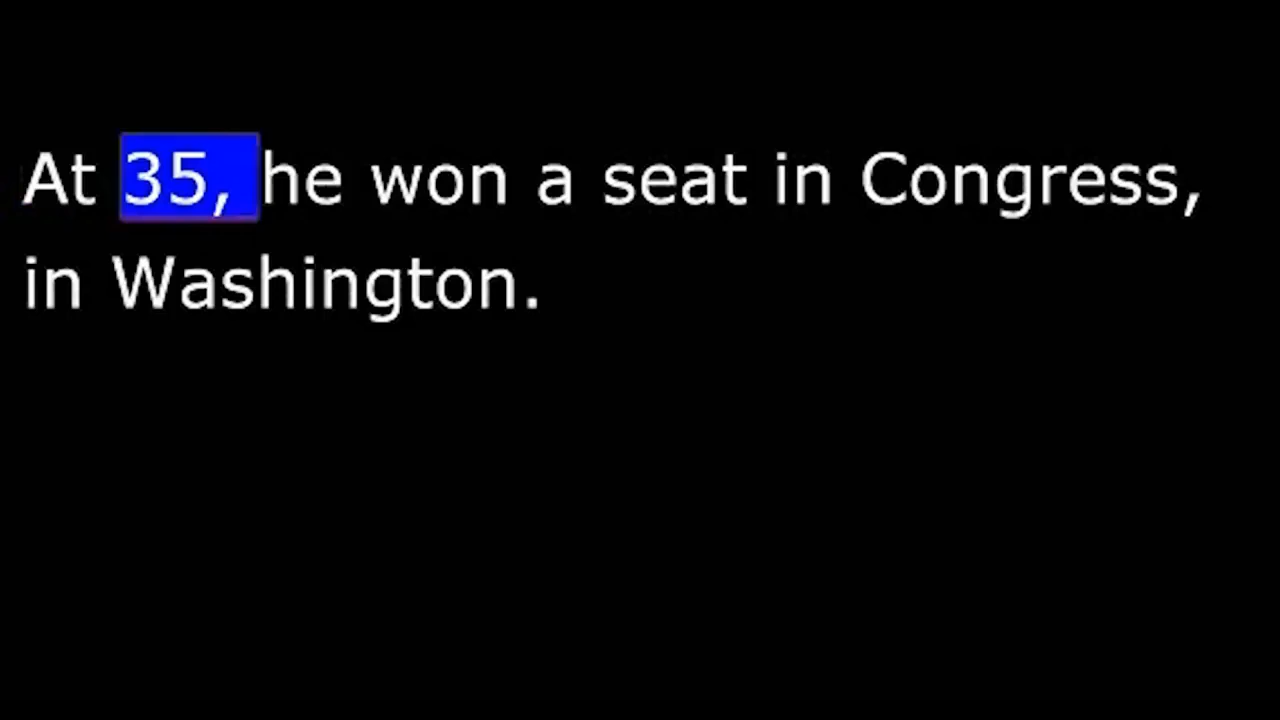 At 35, he won a seat in Congress,
in Washington.